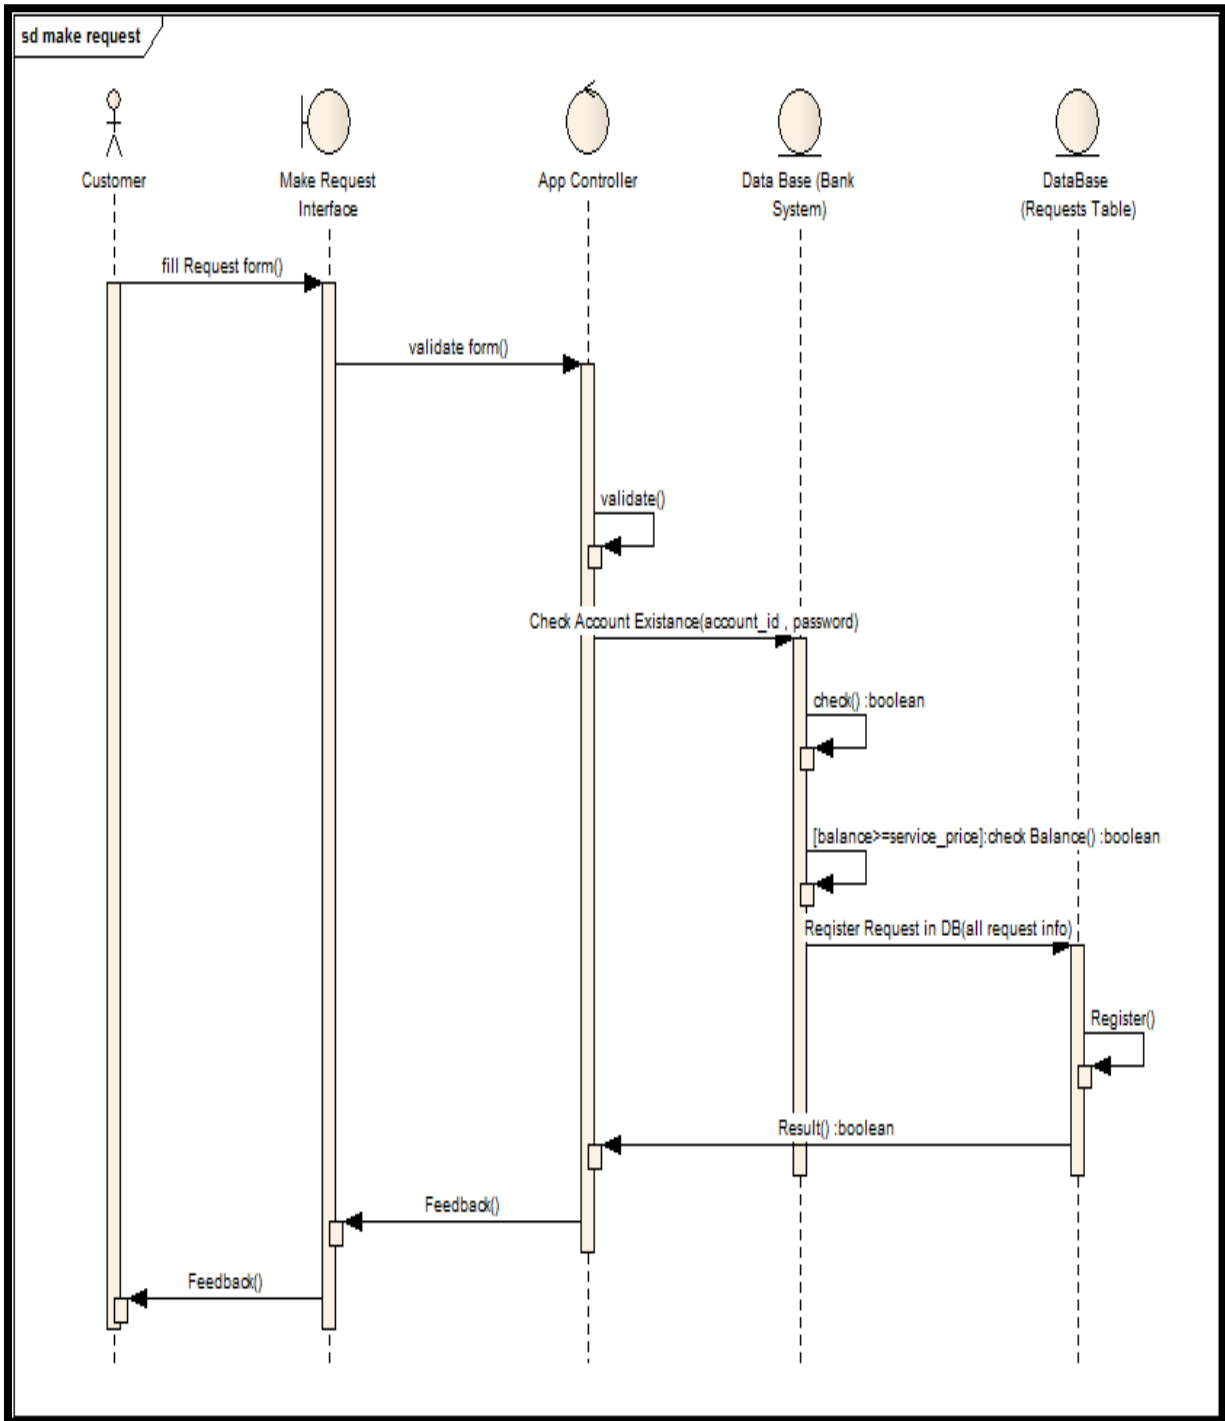 sd make request
Customer
Make Request
Interface
App Controller
Data Base (Bank
System)
DataBase
(Requests Table)
fill Request form()
validate form()
validate()
Check Account Existance(account_id , password)
check() :boolean
[balance>=service_price]:check Balance() :boolean
Register Request in DB(all request info)
Register()
Result() :boolean
Feedback()
Feedback()